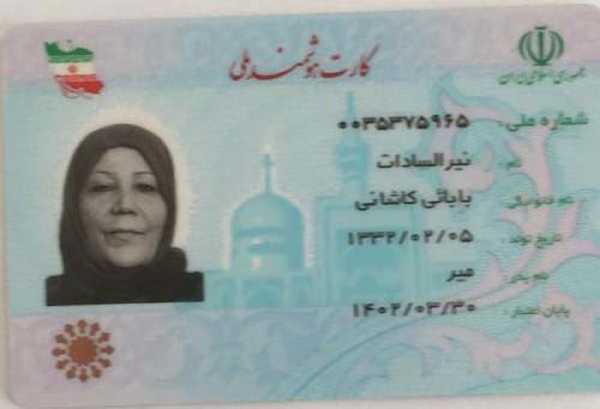 کارت هوشمند ملی
جمهوری اسلامی ایران
شماره ملی: ۰۰۳۵۳۷۵۹۶۵
نام: نیرالسادات
نام خانوادگی: بابائی کاشانی
تاریخ تولد: ۱۳۳۲/۰۲/۰۵
نام پدر: میر
پایان اعتبار: ۱۴۰۲/۰۳/۳۰